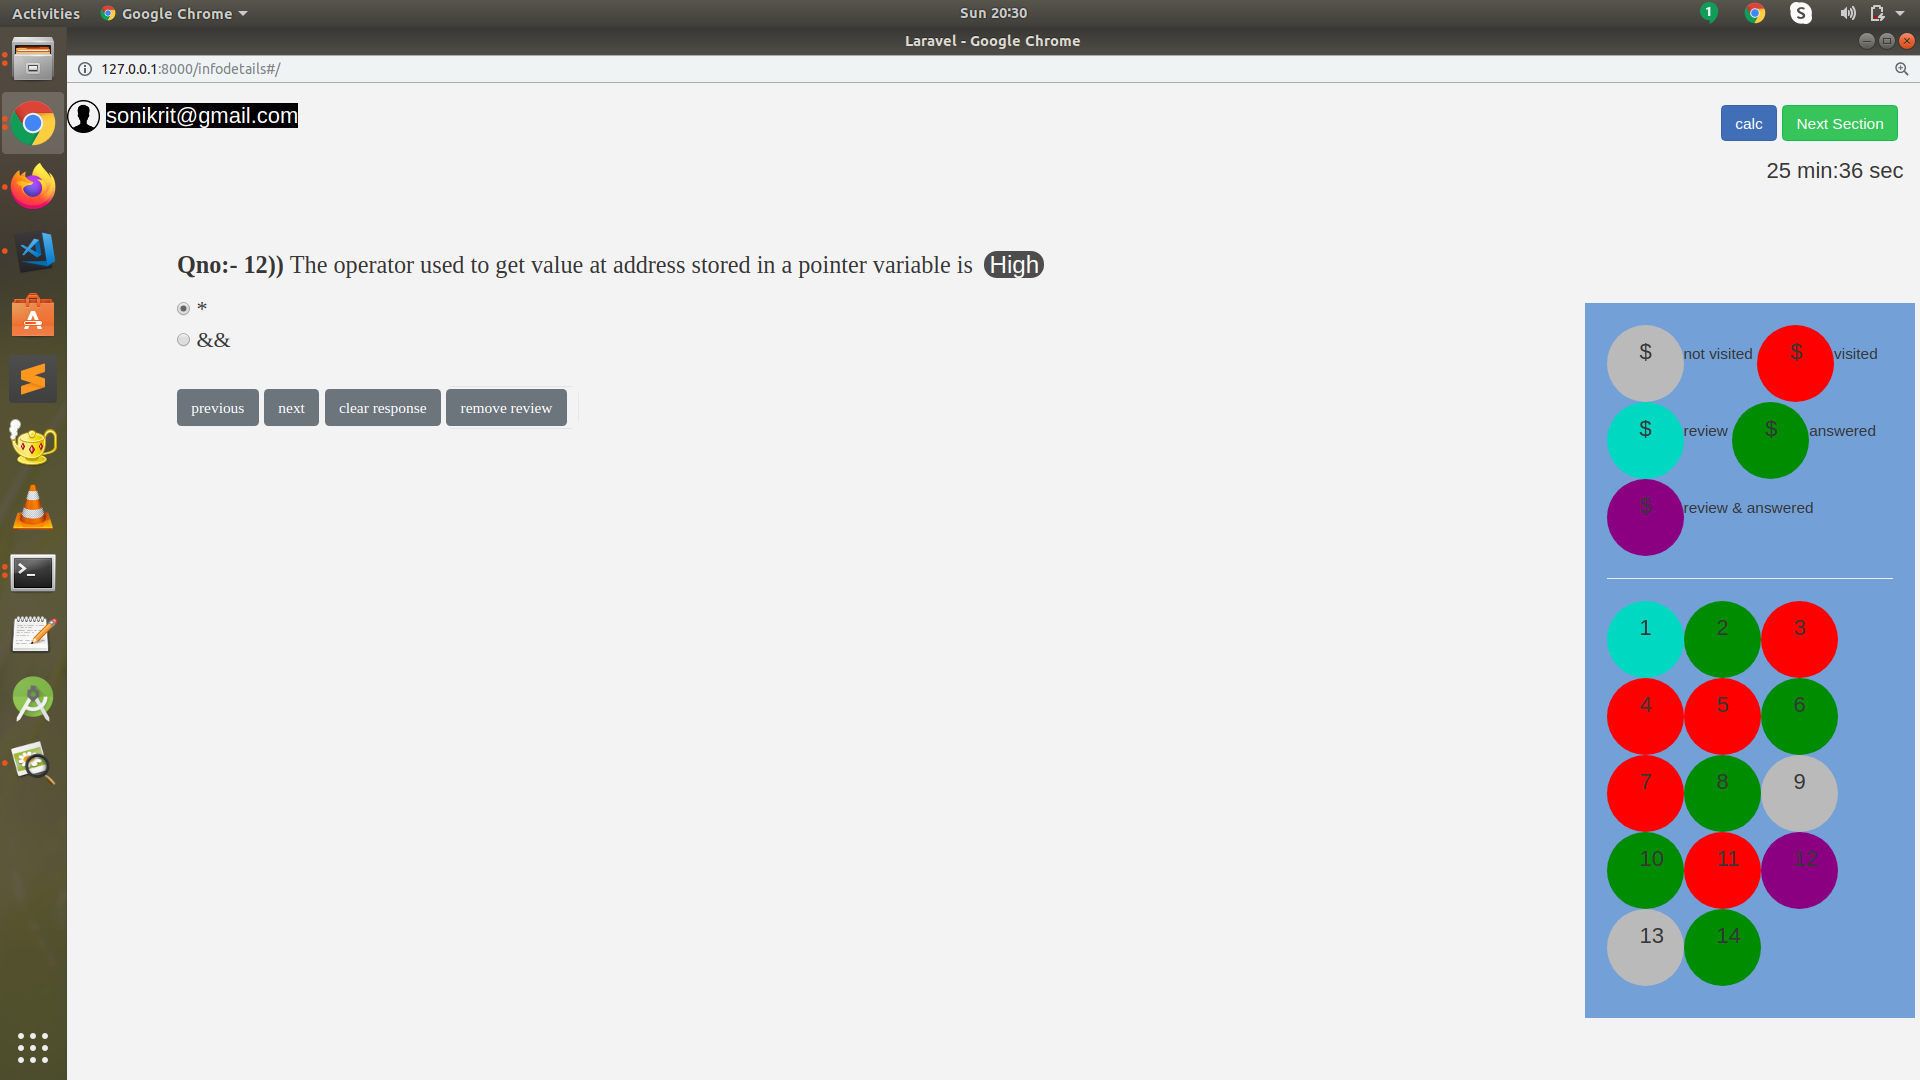 Activities Google Chrome Sun 20:30 1 S
Laravel - Google Chrome
127.0.0.1:8000/infodetails#/
sonikrit@gmail.com calc Next Section
25 min:36 sec
Qno:- 12)) The operator used to get value at address stored in a pointer variable is High
*
&&
previous next clear response remove review
$ not visited $ visited
$ review $ answered
$ review & answered
1 2 3
4 5 6
7 8 9
10 11 12
13 14